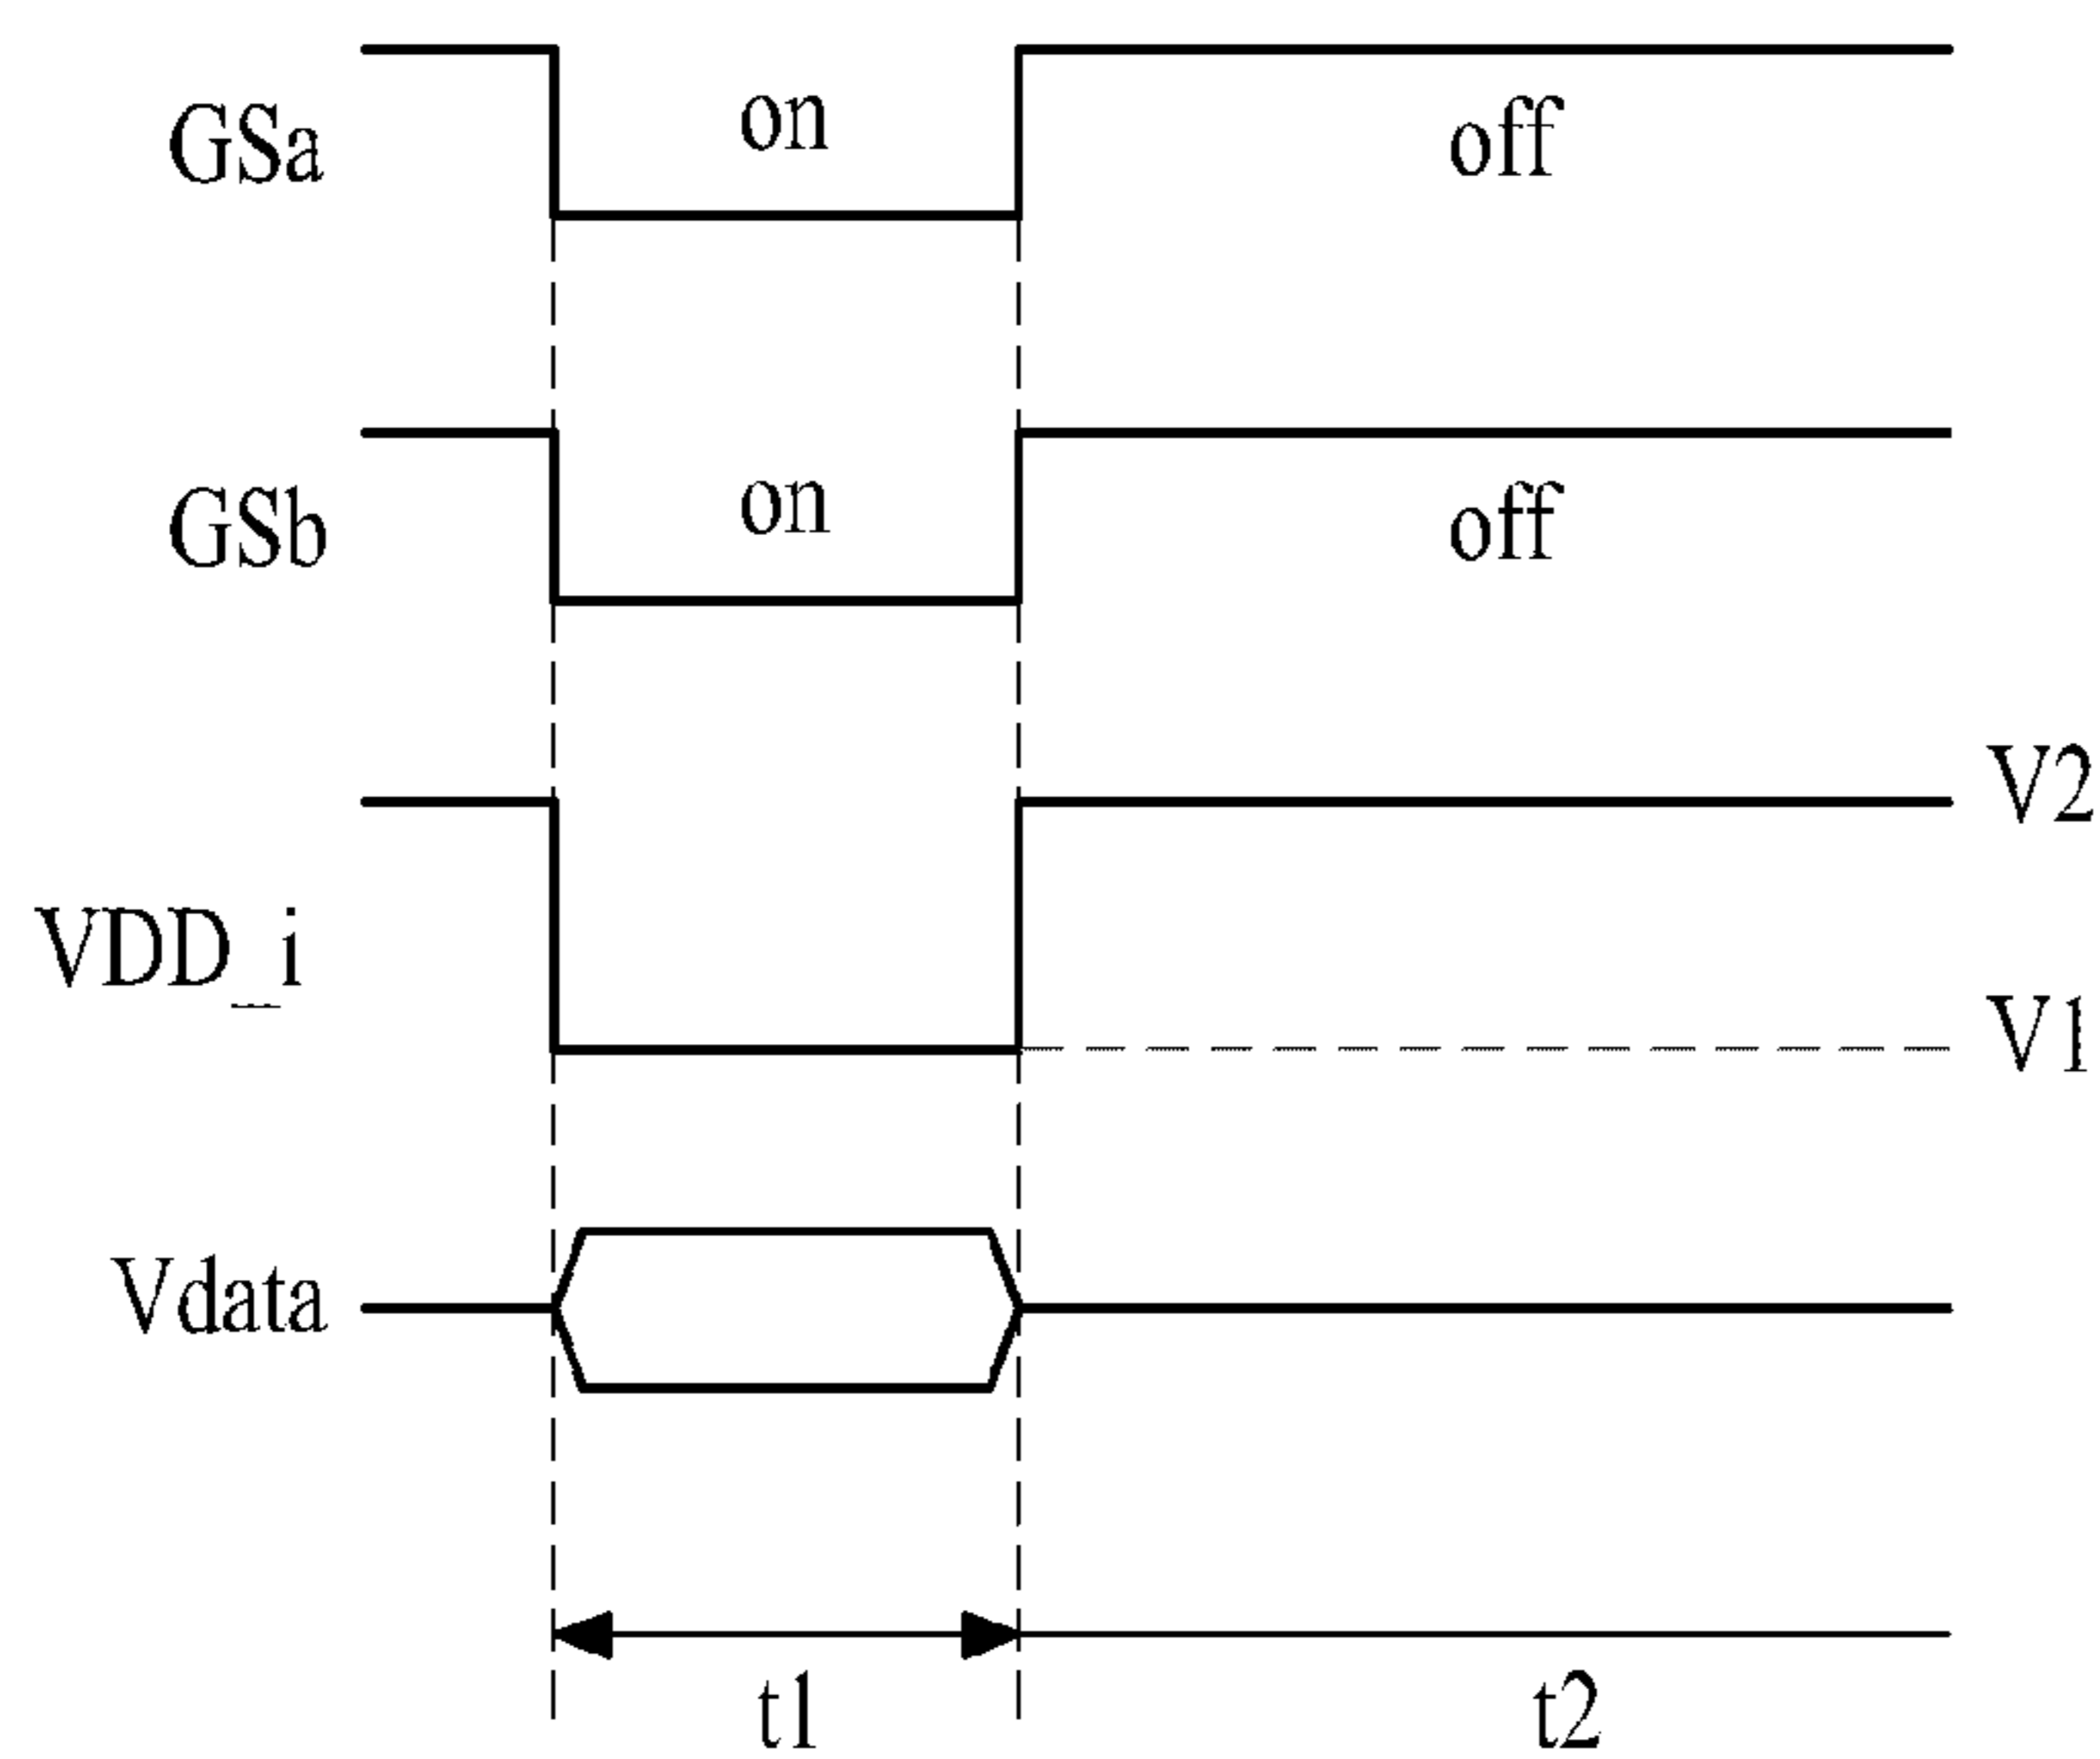 GSa on off
GSb on off
V2
VDD_i
V1
Vdata
t1 t2